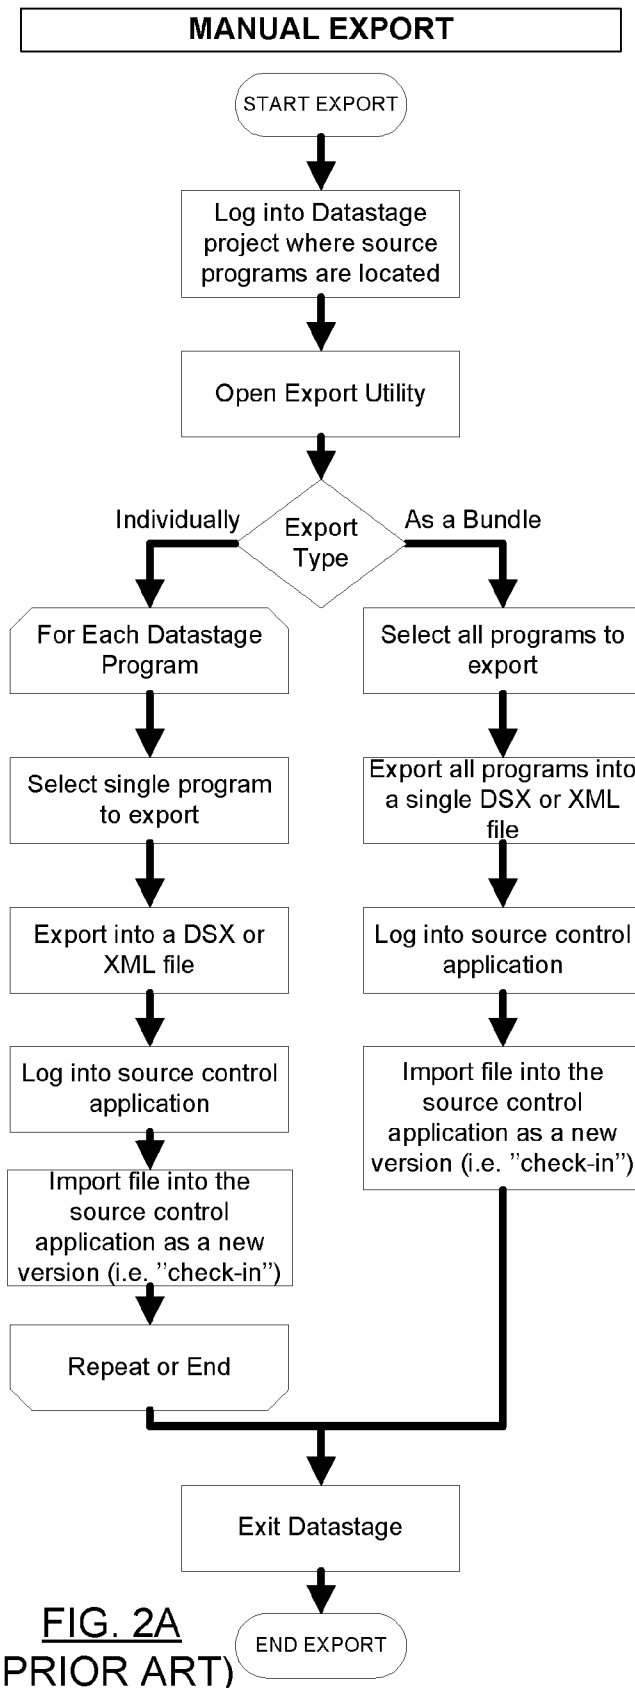 MANUAL EXPORT
START EXPORT
Log into Datastage
project where source
programs are located
Open Export Utility
Export
Type
Individually
As a Bundle
For Each Datastage
Program
Select single program
to export
Export into a DSX or
XML file
Log into source control
application
Import file into the
source control
application as a new
version (i.e. ”check-in”)
Repeat or End
Select all programs to
export
Export all programs into
a single DSX or XML
file
Log into source control
application
Import file into the
source control
application as a new
version (i.e. ”check-in”)
Exit Datastage
END EXPORT
FIG. 2A
PRIOR ART)